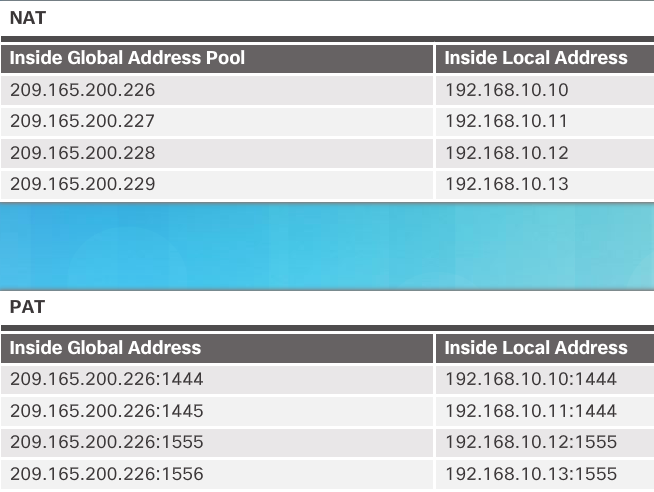 NAT
Inside Global Address Pool Inside Local Address
209.165.200.226 192.168.10.10
209.165.200.227 192.168.10.11
209.165.200.228 192.168.10.12
209.165.200.229 192.168.10.13
PAT
Inside Global Address Inside Local Address
209.165.200.226:1444 192.168.10.10:1444
209.165.200.226:1445 192.168.10.11:1444
209.165.200.226:1555 192.168.10.12:1555
209.165.200.226:1556 192.168.10.13:1555